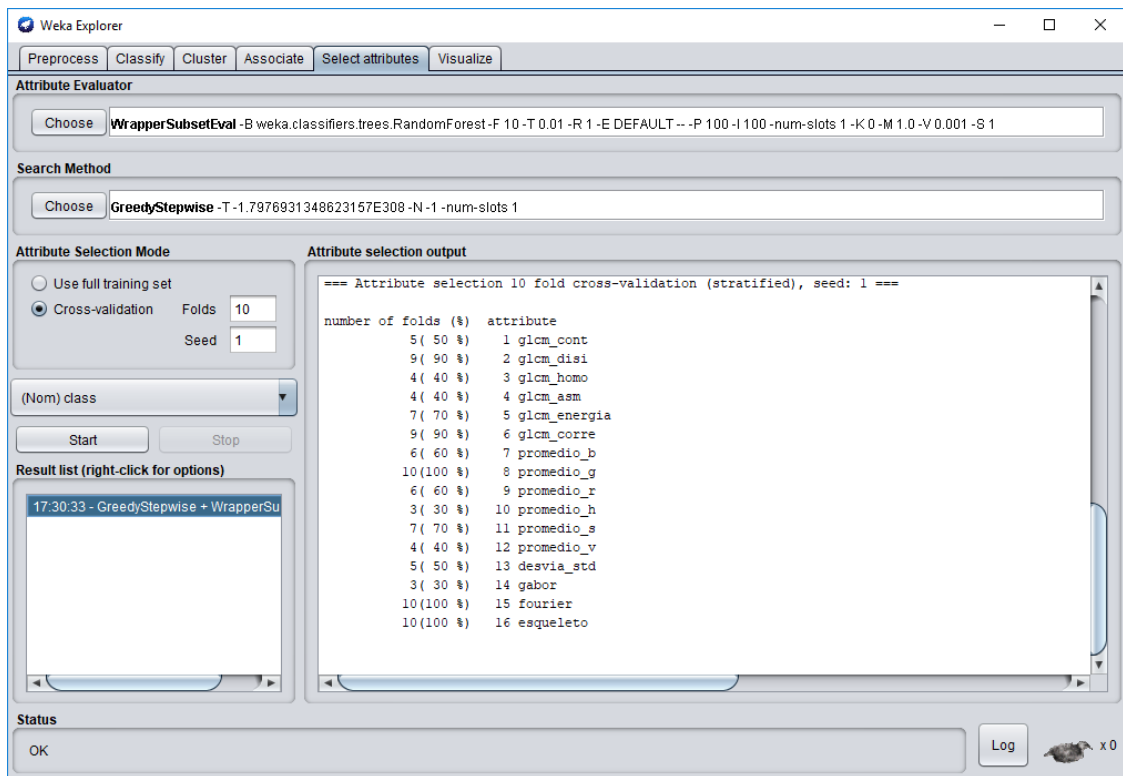 Weka Explorer
Preprocess Classify Cluster Associate Select attributes Visualize
Attribute Evaluator
Choose WrapperSubsetEval -B weka.classifiers.trees.RandomForest -F 10 -T 0.01 -R 1 -E DEFAULT -- -P 100 -I 100 -num-slots 1 -K 0 -M 1.0 -V 0.001 -S 1
Search Method
Choose GreedyStepwise -T -1.7976931348623157E308 -N -1 -num-slots 1
Attribute Selection Mode
Use full training set
Cross-validation Folds 10
Seed 1
(Nom) class
Start Stop
Result list (right-click for options)
17:30:33 - GreedyStepwise + WrapperSu
Attribute selection output
=== Attribute selection 10 fold cross-validation (stratified), seed: 1 ===
number of folds (%) attribute
5( 50 %) 1 glcm_cont
9( 90 %) 2 glcm_disi
4( 40 %) 3 glcm_homo
4( 40 %) 4 glcm_asm
7( 70 %) 5 glcm_energia
9( 90 %) 6 glcm_corre
6( 60 %) 7 promedio_b
10(100 %) 8 promedio_g
6( 60 %) 9 promedio_r
3( 30 %) 10 promedio_h
7( 70 %) 11 promedio_s
4( 40 %) 12 promedio_v
5( 50 %) 13 desvia_std
3( 30 %) 14 gabor
10(100 %) 15 fourier
10(100 %) 16 esqueleto
Status
OK
Log x 0